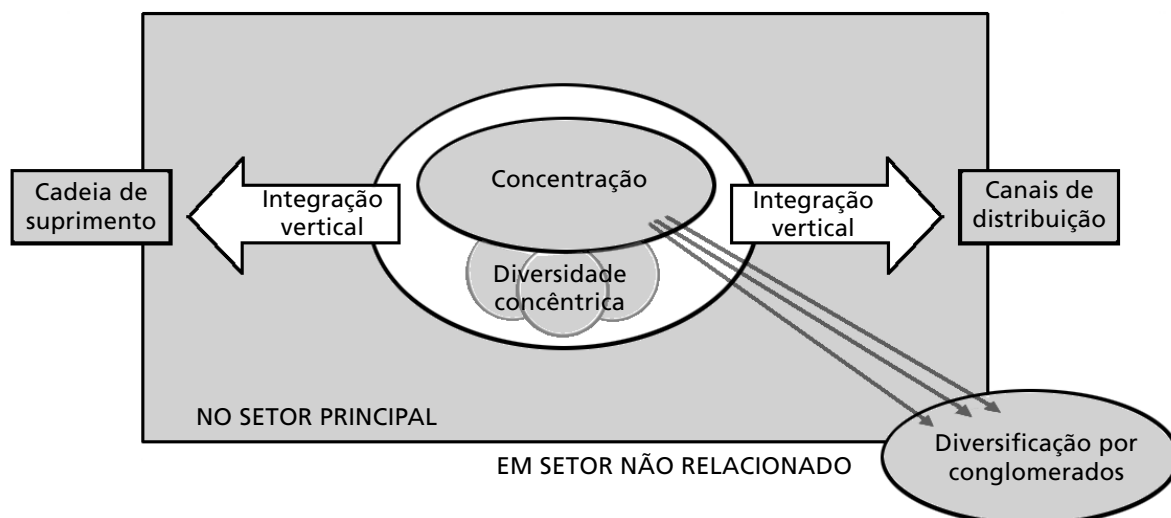 Concentração
Cadeia de
suprimento
Integração
vertical
Integração
vertical
Canais de
distribuição
Diversidade
concêntrica
NO SETOR PRINCIPAL
EM SETOR NÃO RELACIONADO
Diversificação por
conglomerados